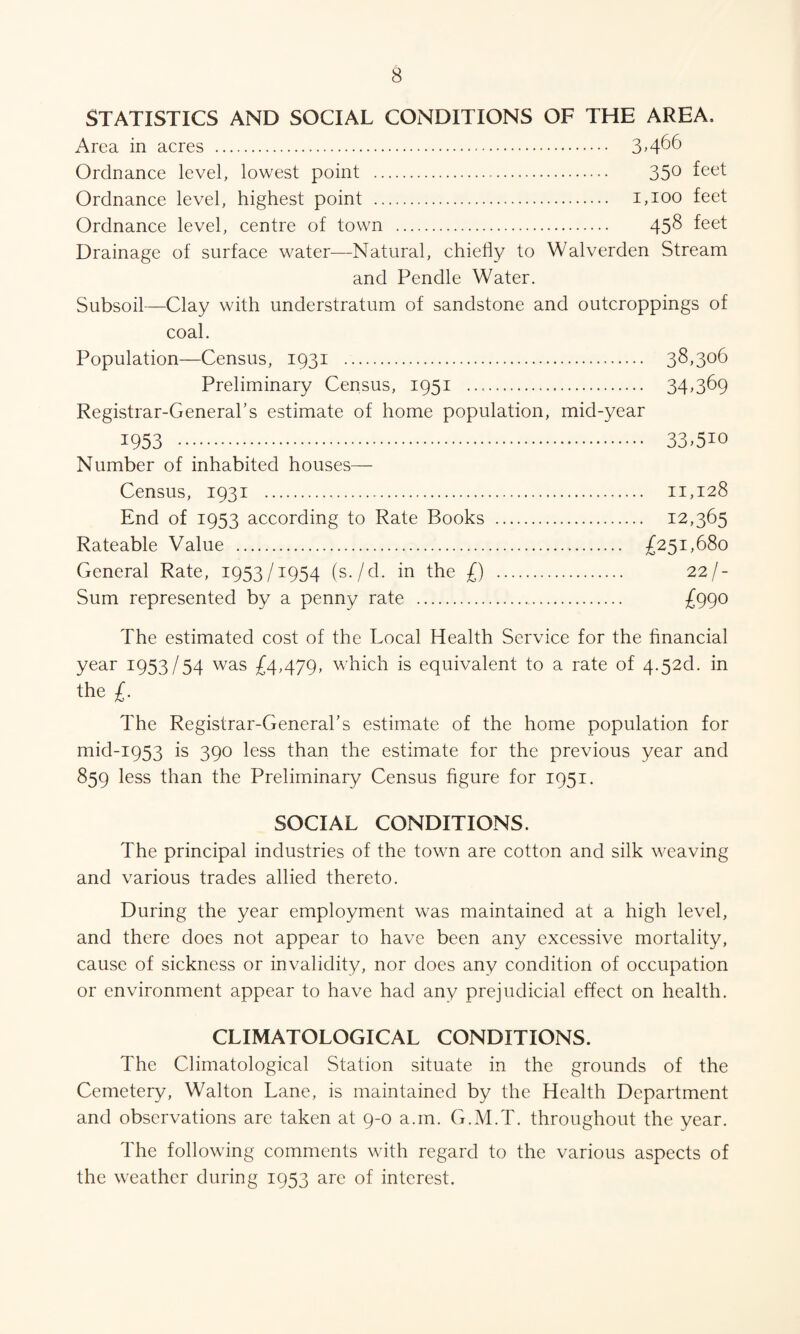 8
STATISTICS AND SOCIAL CONDITIONS OF THE AREA.
Area in acres ........ 3,466
Ordnance level, lowest point ........ 350 feet
Ordnance level, highest point ........ 1,100 feet
Ordnance level, centre of town ........ 458 feet
Drainage of surface water—Natural, chiefly to Walverden Stream
and Pendle Water.
Subsoil—Clay with understratum of sandstone and outcroppings of
coal.
Population—Census, 1931 ........ 38,306
Preliminary Census, 1951 ........ 34,369
Registrar-General's estimate of home population, mid-year
1953 ........ 33,510
Number of inhabited houses—
Census, 1931 ........ 11,128
End of 1953 according to Rate Books ........ 12,365
Rateable Value ........ £251,680
General Rate, 1953/1954 (s./d. in the £) ........ 22/-
Sum represented by a penny rate ........ £990
The estimated cost of the Local Health Service for the financial
year 1953/54 was £4,479, which is equivalent to a rate of 4.52d. in
the £.
The Registrar-General's estimate of the home population for
mid-1953 is 390 less than the estimate for the previous year and
859 less than the Preliminary Census figure for 1951.
SOCIAL CONDITIONS.
The principal industries of the town are cotton and silk weaving
and various trades allied thereto.
During the year employment was maintained at a high level,
and there does not appear to have been any excessive mortality,
cause of sickness or invalidity, nor does any condition of occupation
or environment appear to have had any prejudicial effect on health.
CLIMATOLOGICAL CONDITIONS.
The Climatological Station situate in the grounds of the
Cemetery, Walton Lane, is maintained by the Health Department
and observations are taken at 9-0 a.m. G.M.T. throughout the year.
The following comments with regard to the various aspects of
the weather during 1953 are of interest.